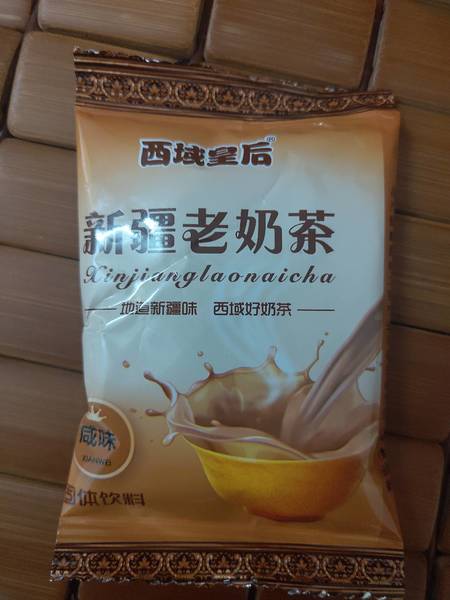 西域皇后®
新疆老奶茶
Xinjianglaonaicha
地道新疆味 西域好奶茶
咸味
XIANWEI
固体饮料